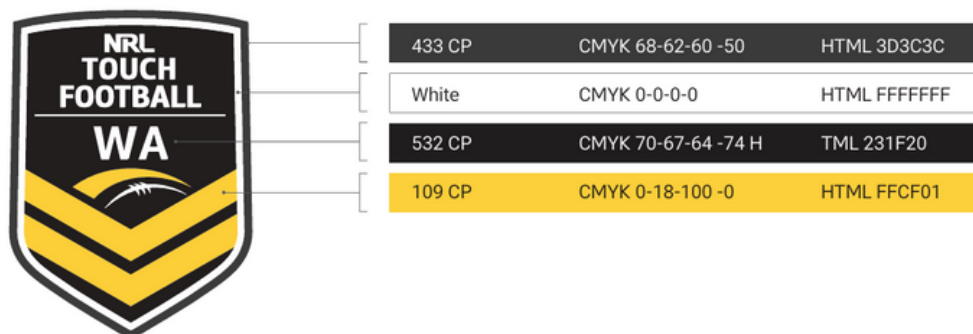 NRL
TOUCH
FOOTBALL
WA
433 CP CMYK 68-62-60 -50 HTML 3D3C3C
White CMYK 0-0-0-0 HTML FFFFFFF
532 CP CMYK 70-67-64 -74 H TML 231F20
109 CP CMYK 0-18-100 -0 HTML FFCF01